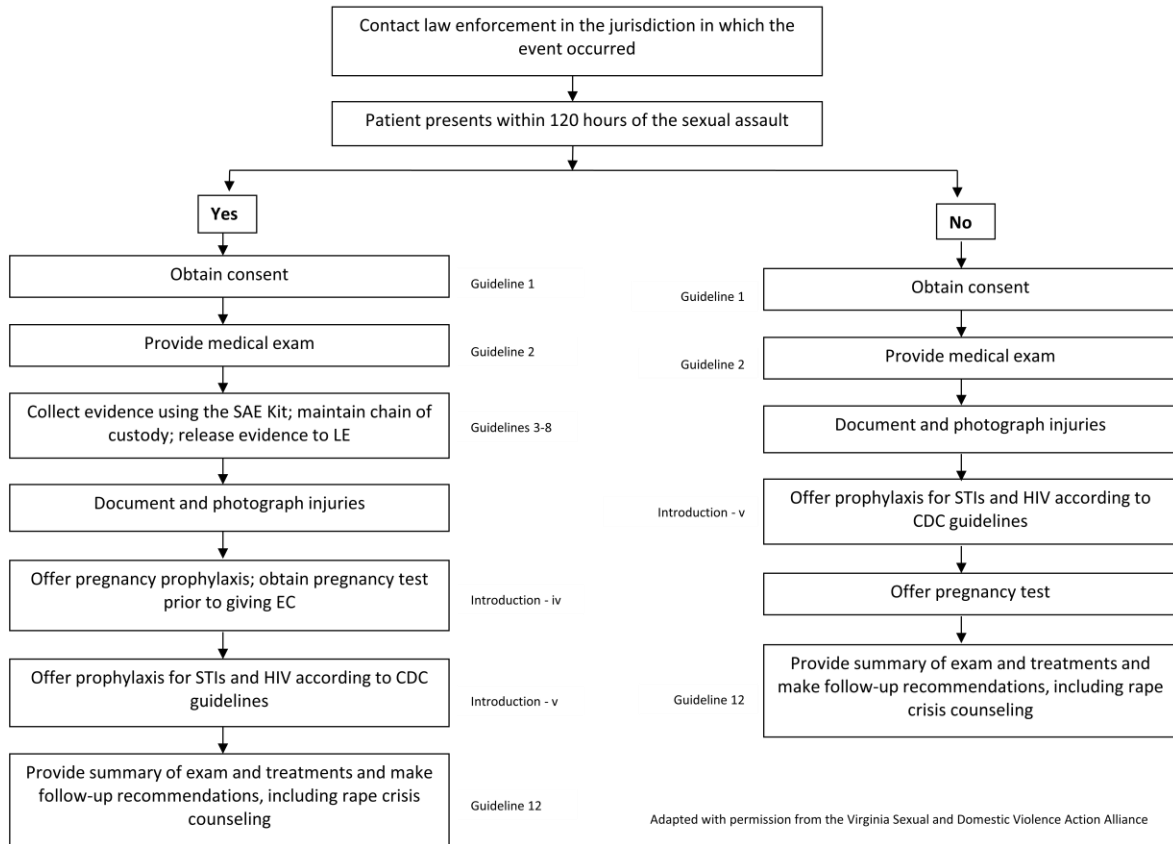 Contact law enforcement in the jurisdiction in which the
event occurred
Patient presents within 120 hours of the sexual assault
Yes
Obtain consent
Guideline 1
Provide medical exam
Guideline 2
Collect evidence using the SAE Kit; maintain chain of
custody; release evidence to LE
Guidelines 3-8
Document and photograph injuries
Offer pregnancy prophylaxis; obtain pregnancy test
prior to giving EC
Introduction - iv
Offer prophylaxis for STIs and HIV according to CDC
guidelines
Introduction - v
Provide summary of exam and treatments and make
follow-up recommendations, including rape crisis
counseling
Guideline 12
No
Guideline 1
Obtain consent
Guideline 2
Provide medical exam
Document and photograph injuries
Introduction - v
Offer prophylaxis for STIs and HIV according to
CDC guidelines
Offer pregnancy test
Guideline 12
Provide summary of exam and treatments and
make follow-up recommendations, including rape
crisis counseling
Adapted with permission from the Virginia Sexual and Domestic Violence Action Alliance